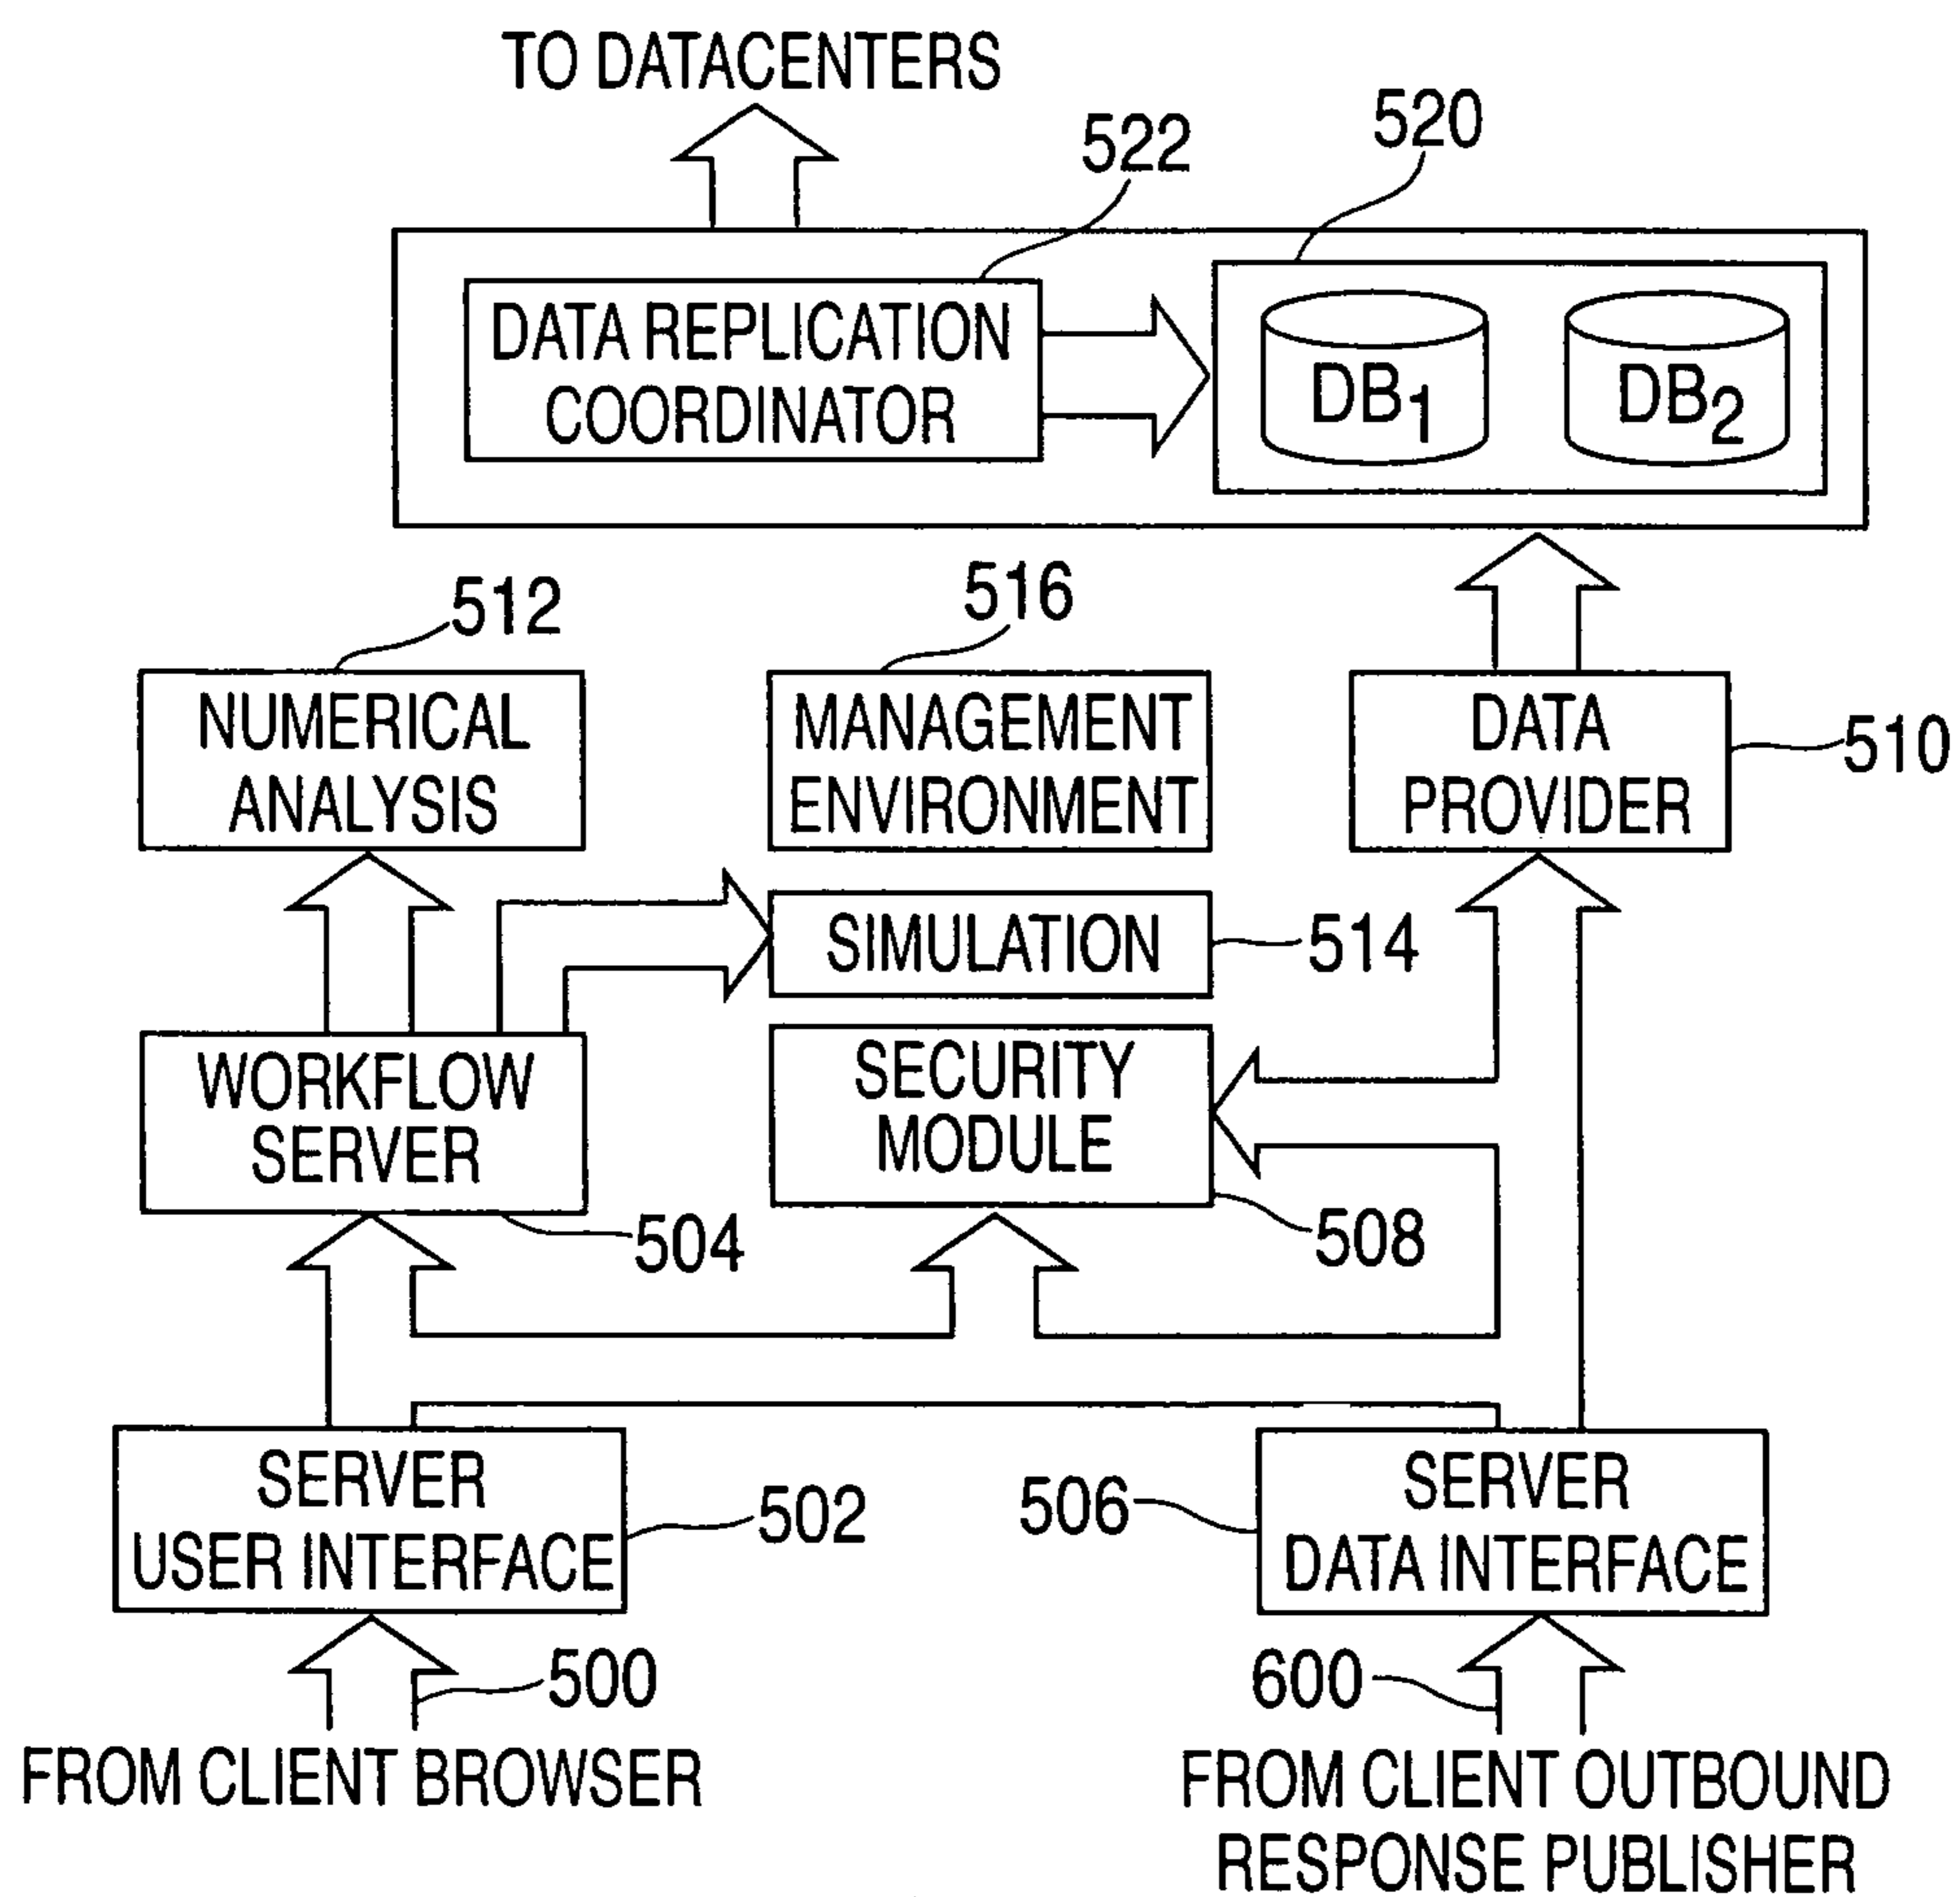 TO DATACENTERS
522
520
DATA REPLICATION
COORDINATOR
DB1
DB2
512
516
NUMERICAL
ANALYSIS
MANAGEMENT
ENVIRONMENT
DATA
PROVIDER
510
SIMULATION
514
WORKFLOW
SERVER
SECURITY
MODULE
504
508
SERVER
USER INTERFACE
502
506
SERVER
DATA INTERFACE
500
600
FROM CLIENT BROWSER
FROM CLIENT OUTBOUND
RESPONSE PUBLISHER